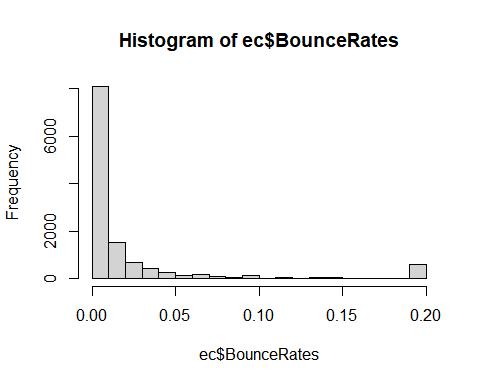 Histogram of ec$BounceRates
Frequency
6000
2000
0
0.00 0.05 0.10 0.15 0.20
ec$BounceRates